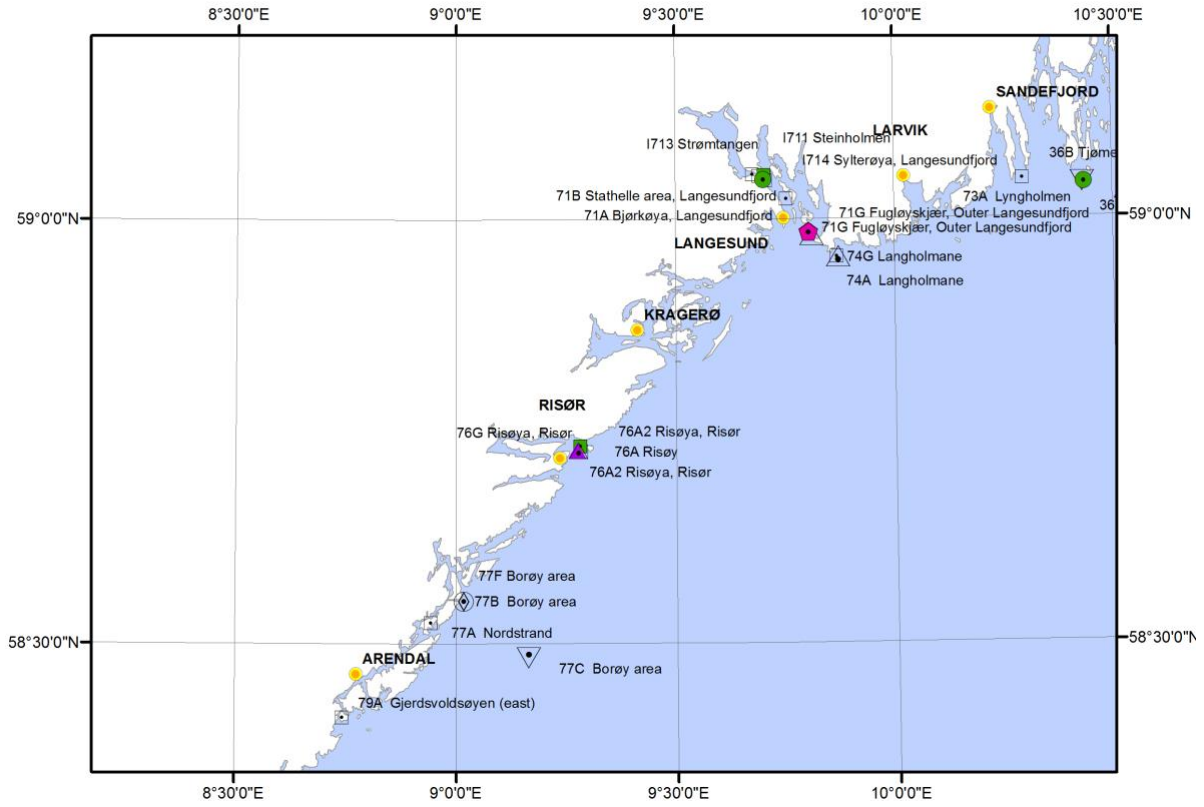 8°30'0"E 9°0'0"E 9°30'0"E 10°0'0"E 10°30'0"E
SANDEFJORD
LARVIK
I711 Steinholmen
I713 Strømtangen
36B Tjøme
I714 Sylterøya, Langesundfjord
71B Stathelle area, Langesundfjord
73A Lyngholmen
36
71A Bjørkøya, Langesundfjord
71G Fugløyskjær, Outer Langesundfjord
59°0'0"N 59°0'0"N
71G Fugløyskjær, Outer Langesundfjord
LANGESUND
74G Langholmane
74A Langholmane
KRAGERØ
RISØR
76G Risøya, Risør
76A2 Risøya, Risør
76A Risøy
76A2 Risøya, Risør
77F Borøy area
77B Borøy area
77A Nordstrand
58°30'0"N 58°30'0"N
ARENDAL
77C Borøy area
79A Gjerdsvoldsøyen (east)
8°30'0"E 9°0'0"E 9°30'0"E 10°0'0"E